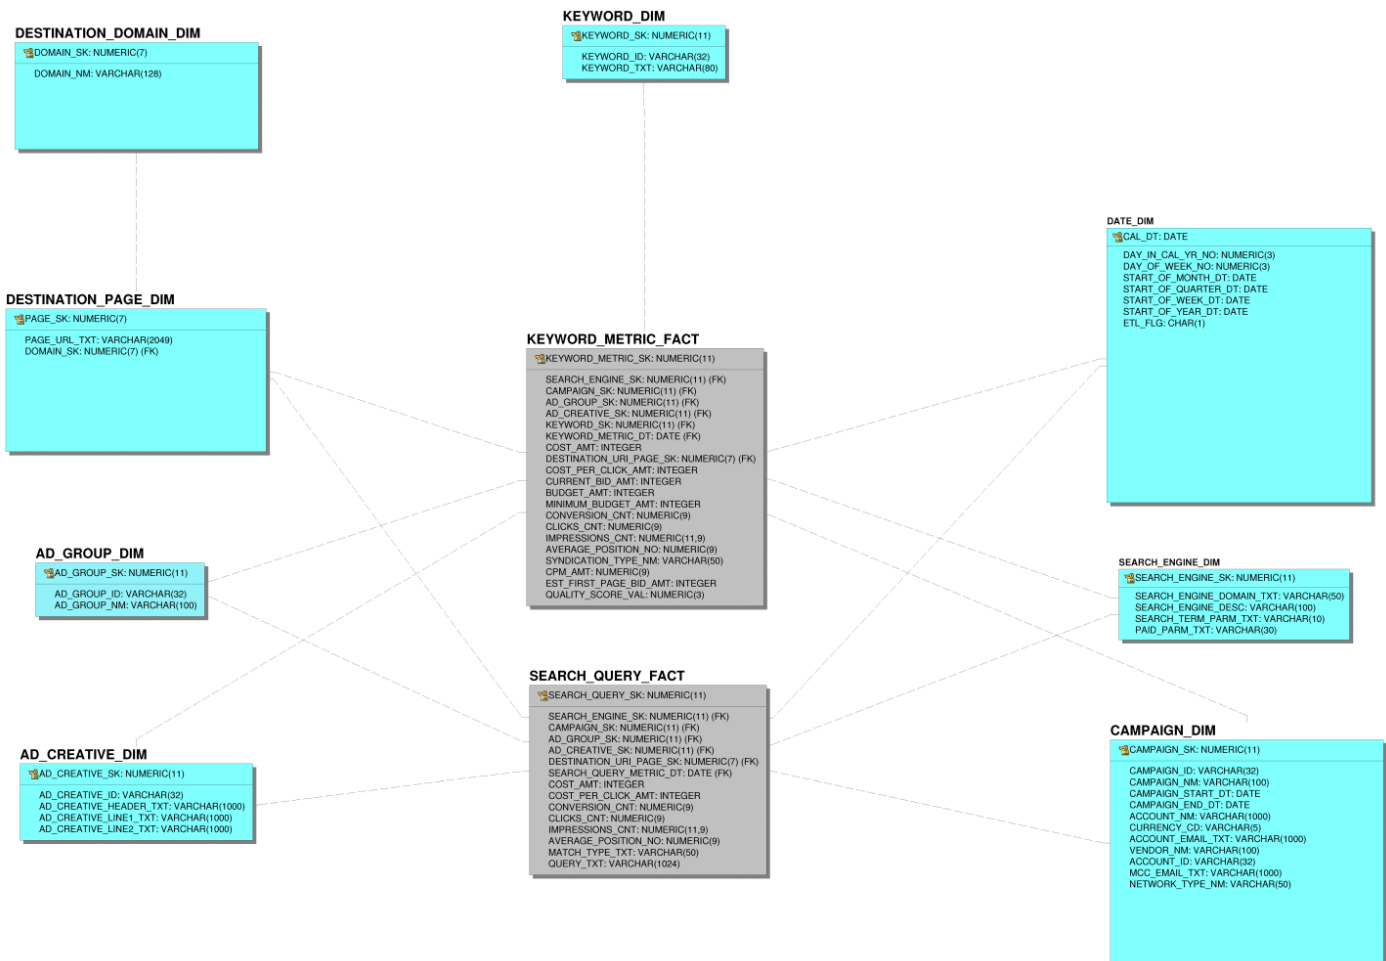 DESTINATION_DOMAIN_DIM
DOMAIN_SK: NUMERIC(7)
DOMAIN_NM: VARCHAR(128)
KEYWORD_DIM
KEYWORD_SK: NUMERIC(11)
KEYWORD_ID: VARCHAR(32)
KEYWORD_TXT: VARCHAR(80)
DATE_DIM
CAL_DT: DATE
DAY_IN_CAL_YR_NO: NUMERIC(3)
DAY_OF_WEEK_NO: NUMERIC(3)
START_OF_MONTH_DT: DATE
START_OF_QUARTER_DT: DATE
START_OF_WEEK_DT: DATE
START_OF_YEAR_DT: DATE
ETL_FLG: CHAR(1)
DESTINATION_PAGE_DIM
PAGE_SK: NUMERIC(7)
PAGE_URL_TXT: VARCHAR(2049)
DOMAIN_SK: NUMERIC(7) (FK)
KEYWORD_METRIC_FACT
KEYWORD_METRIC_SK: NUMERIC(11)
SEARCH_ENGINE_SK: NUMERIC(11) (FK)
CAMPAIGN_SK: NUMERIC(11) (FK)
AD_GROUP_SK: NUMERIC(11) (FK)
AD_CREATIVE_SK: NUMERIC(11) (FK)
KEYWORD_SK: NUMERIC(11) (FK)
KEYWORD_METRIC_DT: DATE (FK)
COST_AMT: INTEGER
DESTINATION_URI_PAGE_SK: NUMERIC(7) (FK)
COST_PER_CLICK_AMT: INTEGER
CURRENT_BID_AMT: INTEGER
BUDGET_AMT: INTEGER
MINIMUM_BUDGET_AMT: INTEGER
CONVERSION_CNT: NUMERIC(9)
CLICKS_CNT: NUMERIC(9)
IMPRESSIONS_CNT: NUMERIC(11,9)
AVERAGE_POSITION_NO: NUMERIC(9)
SYNDICATION_TYPE_NM: VARCHAR(50)
CPM_AMT: NUMERIC(9)
EST_FIRST_PAGE_BID_AMT: INTEGER
QUALITY_SCORE_VAL: NUMERIC(3)
AD_GROUP_DIM
AD_GROUP_SK: NUMERIC(11)
AD_GROUP_ID: VARCHAR(32)
AD_GROUP_NM: VARCHAR(100)
SEARCH_ENGINE_DIM
SEARCH_ENGINE_SK: NUMERIC(11)
SEARCH_ENGINE_DOMAIN_TXT: VARCHAR(50)
SEARCH_ENGINE_DESC: VARCHAR(100)
SEARCH_TERM_PARM_TXT: VARCHAR(10)
PAID_PARM_TXT: VARCHAR(30)
SEARCH_QUERY_FACT
SEARCH_QUERY_SK: NUMERIC(11)
SEARCH_ENGINE_SK: NUMERIC(11) (FK)
CAMPAIGN_SK: NUMERIC(11) (FK)
AD_GROUP_SK: NUMERIC(11) (FK)
AD_CREATIVE_SK: NUMERIC(11) (FK)
DESTINATION_URI_PAGE_SK: NUMERIC(7) (FK)
SEARCH_QUERY_METRIC_DT: DATE (FK)
COST_AMT: INTEGER
COST_PER_CLICK_AMT: INTEGER
CONVERSION_CNT: NUMERIC(9)
CLICKS_CNT: NUMERIC(9)
IMPRESSIONS_CNT: NUMERIC(11,9)
AVERAGE_POSITION_NO: NUMERIC(9)
MATCH_TYPE_TXT: VARCHAR(50)
QUERY_TXT: VARCHAR(1024)
AD_CREATIVE_DIM
AD_CREATIVE_SK: NUMERIC(11)
AD_CREATIVE_ID: VARCHAR(32)
AD_CREATIVE_HEADER_TXT: VARCHAR(1000)
AD_CREATIVE_LINE1_TXT: VARCHAR(1000)
AD_CREATIVE_LINE2_TXT: VARCHAR(1000)
CAMPAIGN_DIM
CAMPAIGN_SK: NUMERIC(11)
CAMPAIGN_ID: VARCHAR(32)
CAMPAIGN_NM: VARCHAR(100)
CAMPAIGN_START_DT: DATE
CAMPAIGN_END_DT: DATE
ACCOUNT_NM: VARCHAR(1000)
CURRENCY_CD: VARCHAR(5)
ACCOUNT_EMAIL_TXT: VARCHAR(1000)
VENDOR_NM: VARCHAR(100)
ACCOUNT_ID: VARCHAR(32)
MCC_EMAIL_TXT: VARCHAR(1000)
NETWORK_TYPE_NM: VARCHAR(50)